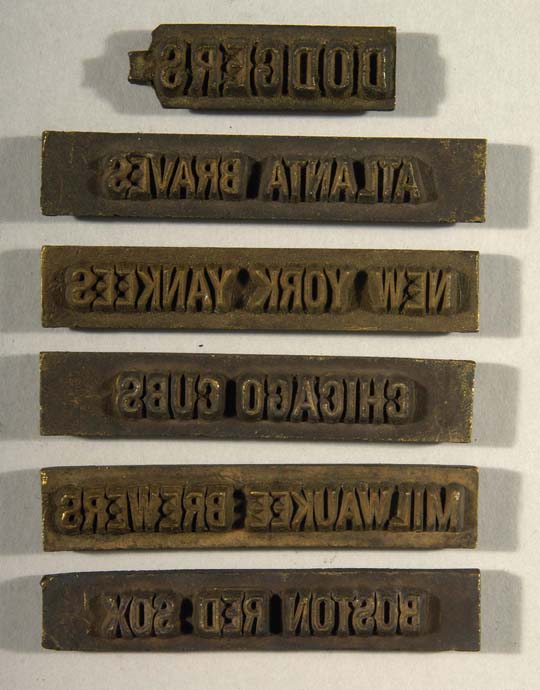 DODGERS
ATLANTA BRAVES
NEW YORK YANKEES
CHICAGO CUBS
MILWAUKEE BREWERS
BOSTON RED SOX